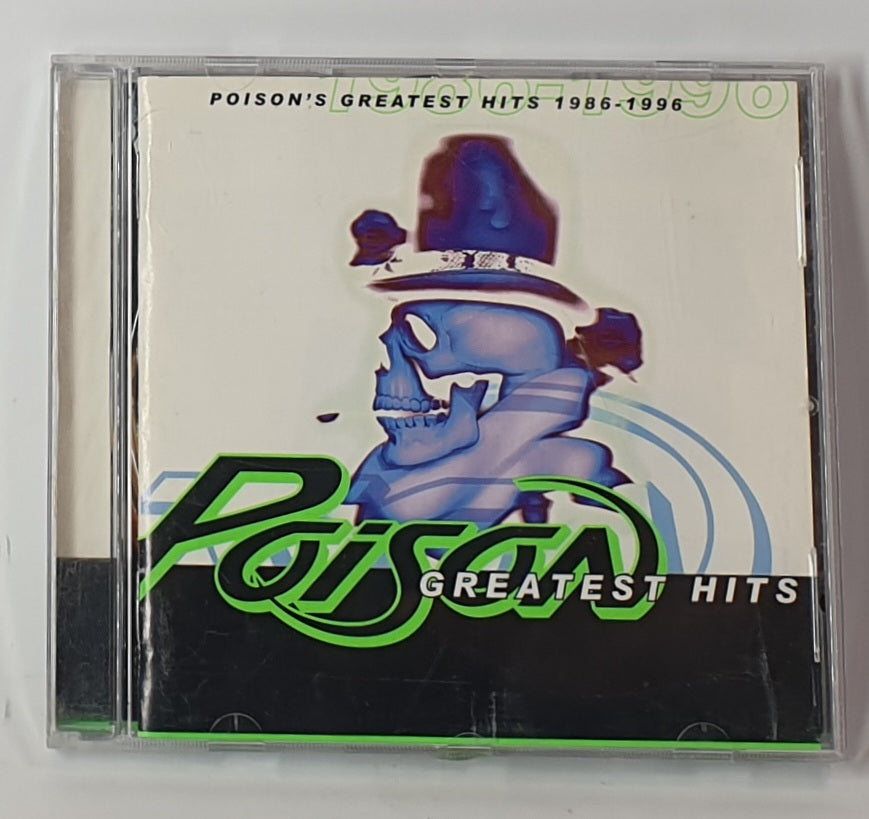 1986-1996
POISON'S GREATEST HITS 1986-1996
Poison
GREATEST HITS